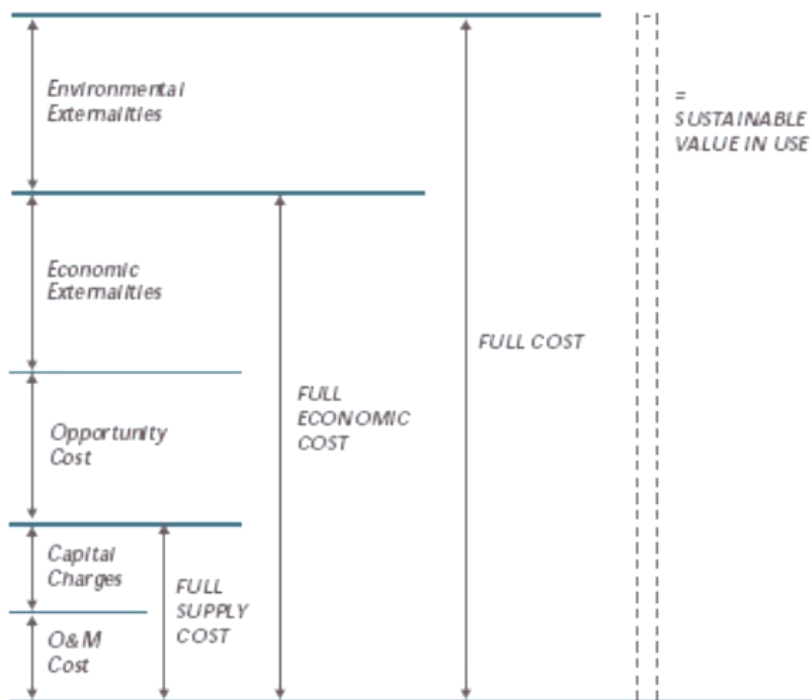 Environmental
Externalities
=
SUSTAINABLE
VALUE IN USE
Economic
Externalities
FULL COST
FULL
ECONOMIC
COST
Opportunity
Cost
Capital
Charges
FULL
SUPPLY
COST
O&M
Cost